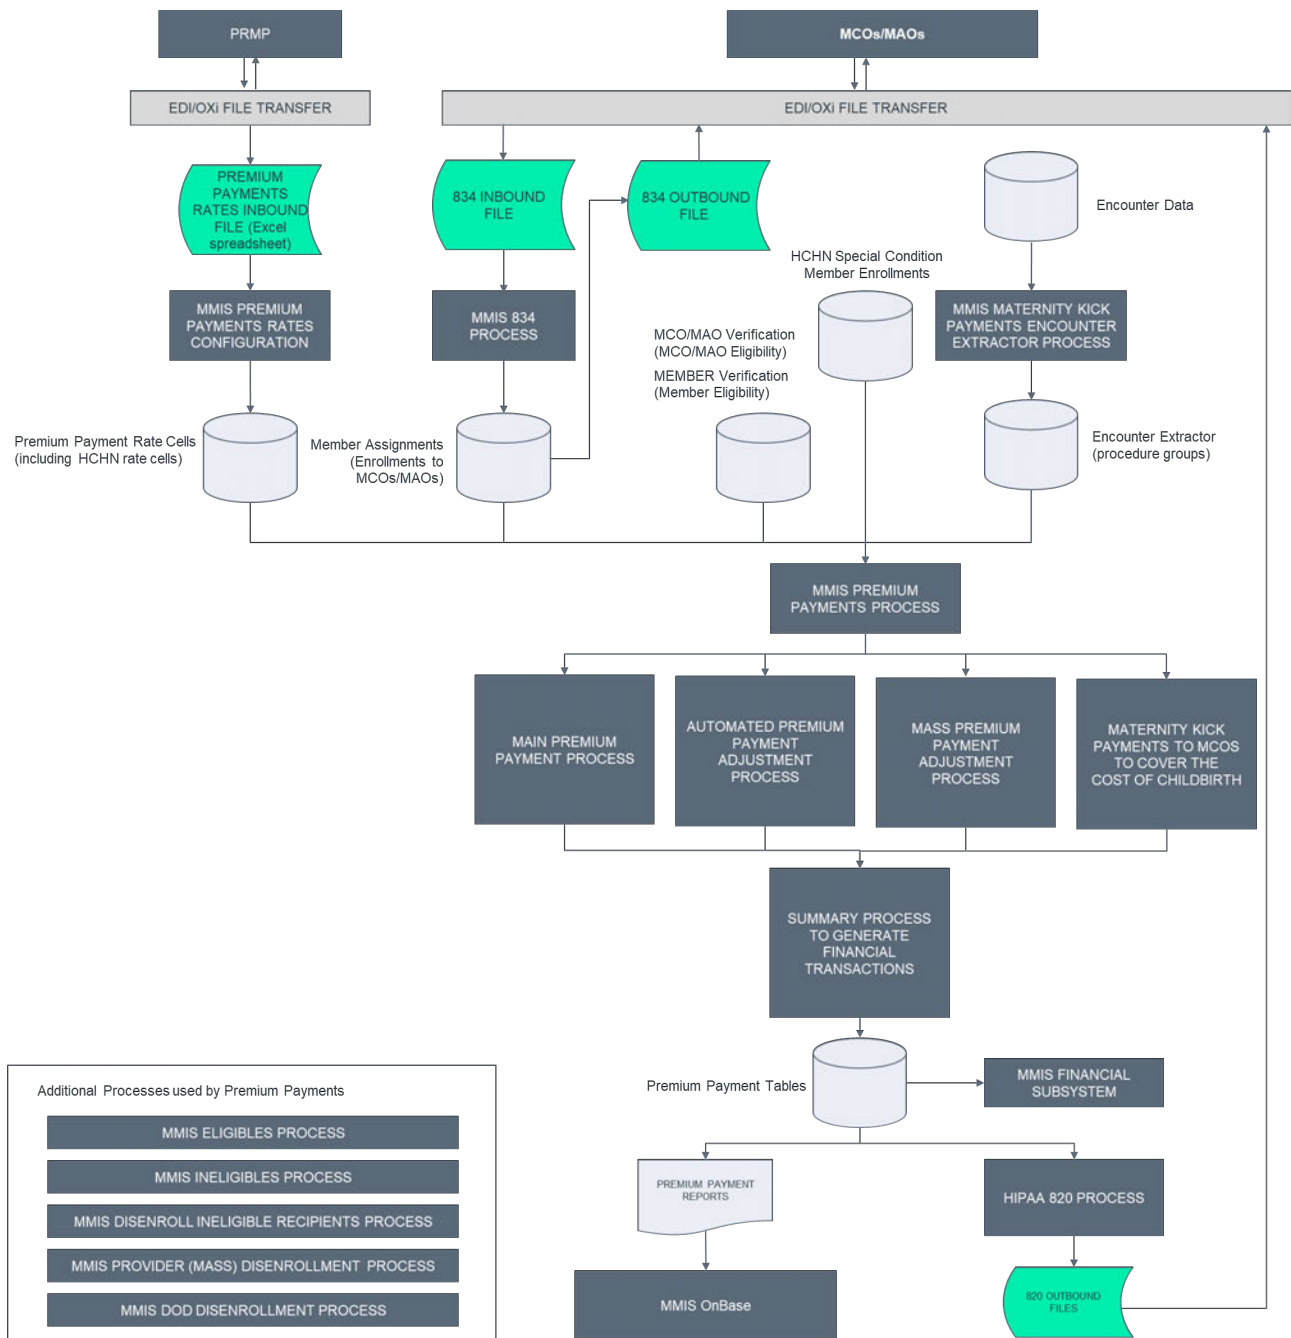 PRMP
MCOs/MAOs
EDI/OXi FILE TRANSFER
EDI/OXi FILE TRANSFER
PREMIUM
PAYMENTS
RATES INBOUND
FILE (Excel
spreadsheet)
834 INBOUND
FILE
834 OUTBOUND
FILE
Encounter Data
HCHN Special Condition
Member Enrollments
MMIS PREMIUM
PAYMENTS RATES
CONFIGURATION
MMIS 834
PROCESS
MCO/MAO Verification
(MCO/MAO Eligibility)
MEMBER Verification
(Member Eligibility)
MMIS MATERNITY KICK
PAYMENTS ENCOUNTER
EXTRACTOR PROCESS
Premium Payment Rate Cells
(including HCHN rate cells)
Member Assignments
(Enrollments to
MCOs/MAOs)
Encounter Extractor
(procedure groups)
MMIS PREMIUM
PAYMENTS PROCESS
MAIN PREMIUM
PAYMENT PROCESS
AUTOMATED PREMIUM
PAYMENT
ADJUSTMENT
PROCESS
MASS PREMIUM
PAYMENT
ADJUSTMENT
PROCESS
MATERNITY KICK
PAYMENTS TO MCOS
TO COVER THE
COST OF CHILDBIRTH
SUMMARY PROCESS
TO GENERATE
FINANCIAL
TRANSACTIONS
Premium Payment Tables
MMIS FINANCIAL
SUBSYSTEM
PREMIUM PAYMENT
REPORTS
HIPAA 820 PROCESS
MMIS OnBase
820 OUTBOUND
FILES
Additional Processes used by Premium Payments
MMIS ELIGIBLES PROCESS
MMIS INELIGIBLES PROCESS
MMIS DISENROLL INELIGIBLE RECIPIENTS PROCESS
MMIS PROVIDER (MASS) DISENROLLMENT PROCESS
MMIS DOD DISENROLLMENT PROCESS